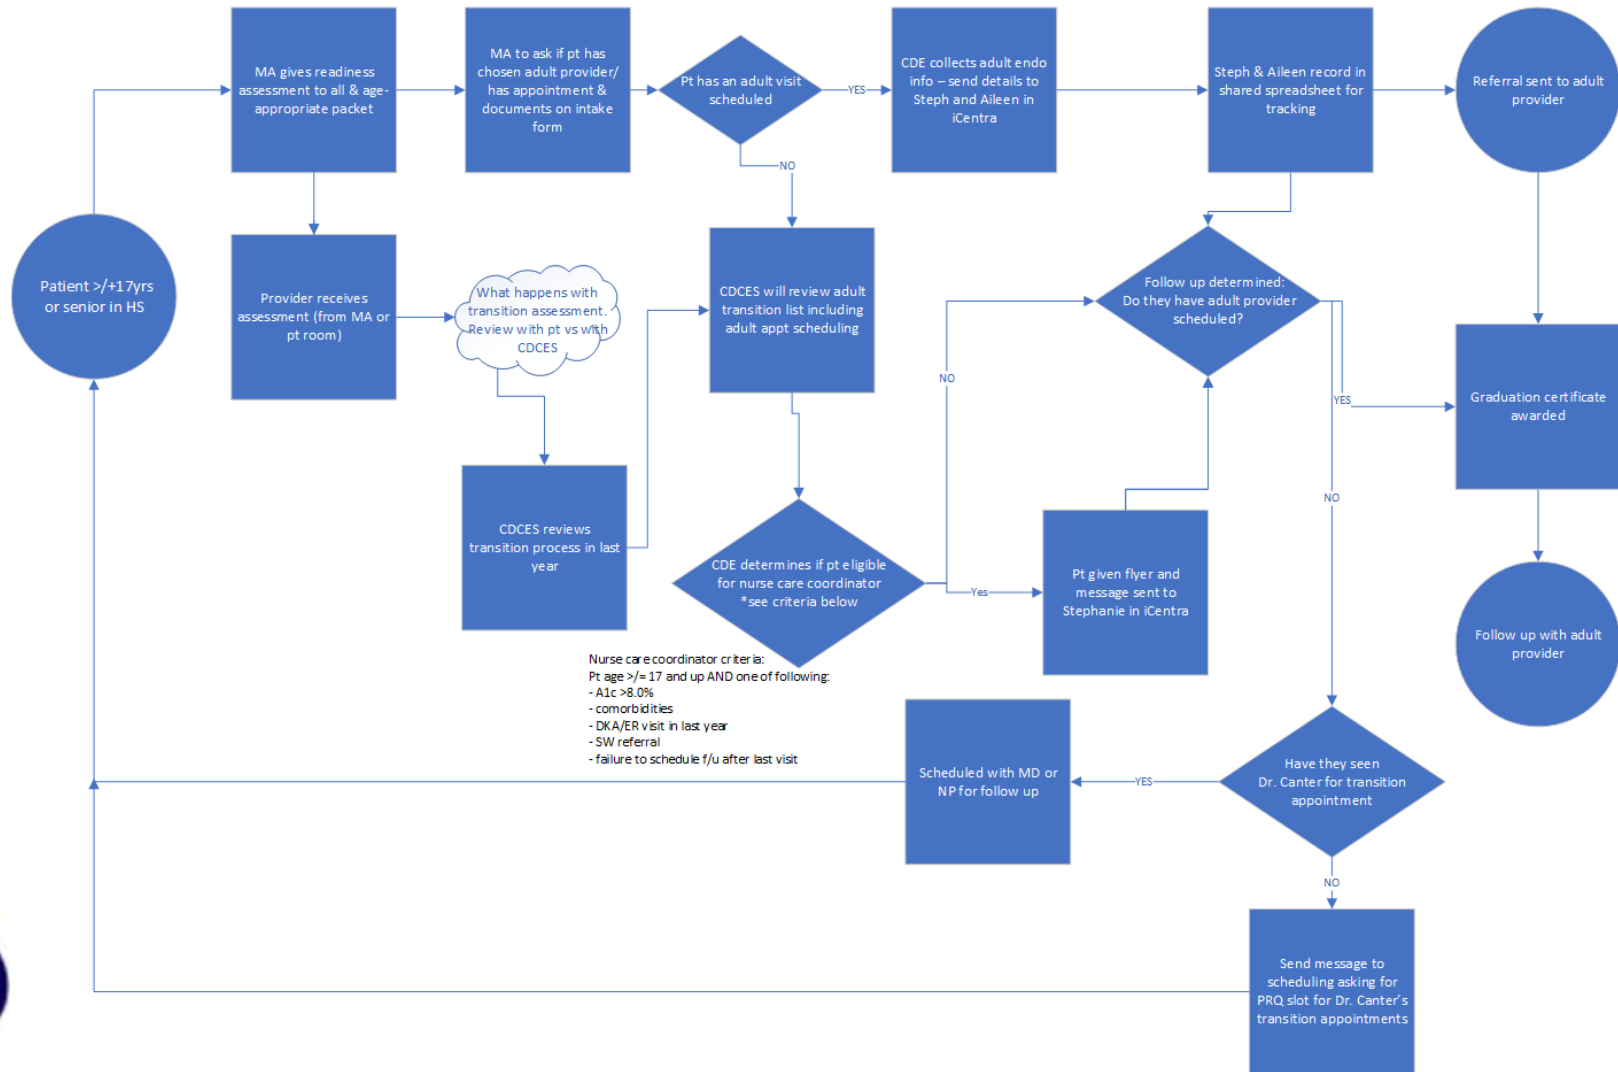 MA gives readiness
assessment to all & age-
appropriate packet
MA to ask if pt has
chosen adult provider/
has appointment &
documents on intake
form
Pt has an adult visit
scheduled
YES
CDE collects adult endo
info – send details to
Steph and Aileen in
iCentra
Steph & Aileen record in
shared spreadsheet for
tracking
Referral sent to adult
provider
NO
Patient >/+17yrs
or senior in HS
Provider receives
assessment (from MA or
pt room)
What happens with
transition assessment.
Review with pt vs with
CDCES
CDCES will review adult
transition list including
adult appt scheduling
Follow up determined:
Do they have adult provider
scheduled?
NO
YES
Graduation certificate
awarded
NO
CDCES reviews
transition process in last
year
CDE determines if pt eligible
for nurse care coordinator
*see criteria below
Yes
Pt given flyer and
message sent to
Stephanie in iCentra
Follow up with adult
provider
Nurse care coordinator criteria:
Pt age >/= 17 and up AND one of following:
- A1c >8.0%
- comorbidities
- DKA/ER visit in last year
- SW referral
- failure to schedule f/u after last visit
Scheduled with MD or
NP for follow up
YES
Have they seen
Dr. Canter for transition
appointment
NO
Send message to
scheduling asking for
PRQ slot for Dr. Canter's
transition appointments